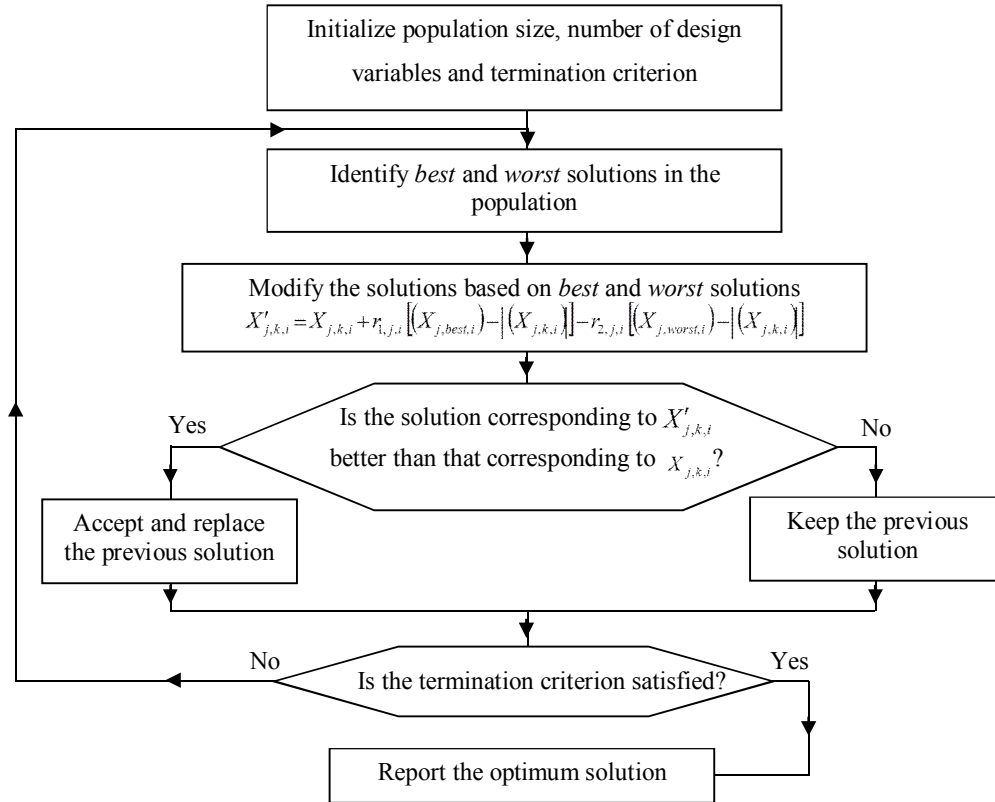 Initialize population size, number of design
variables and termination criterion
Identify best and worst solutions in the
population
Modify the solutions based on best and worst solutions
X′j,k,i = Xj,k,i + r1,j,i [(Xj,best,i) − |(Xj,k,i)|] − r2,j,i [(Xj,worst,i) − |(Xj,k,i)|]
Is the solution corresponding to X′j,k,i
better than that corresponding to Xj,k,i?
Yes
No
Accept and replace
the previous solution
Keep the previous
solution
Is the termination criterion satisfied?
No
Yes
Report the optimum solution